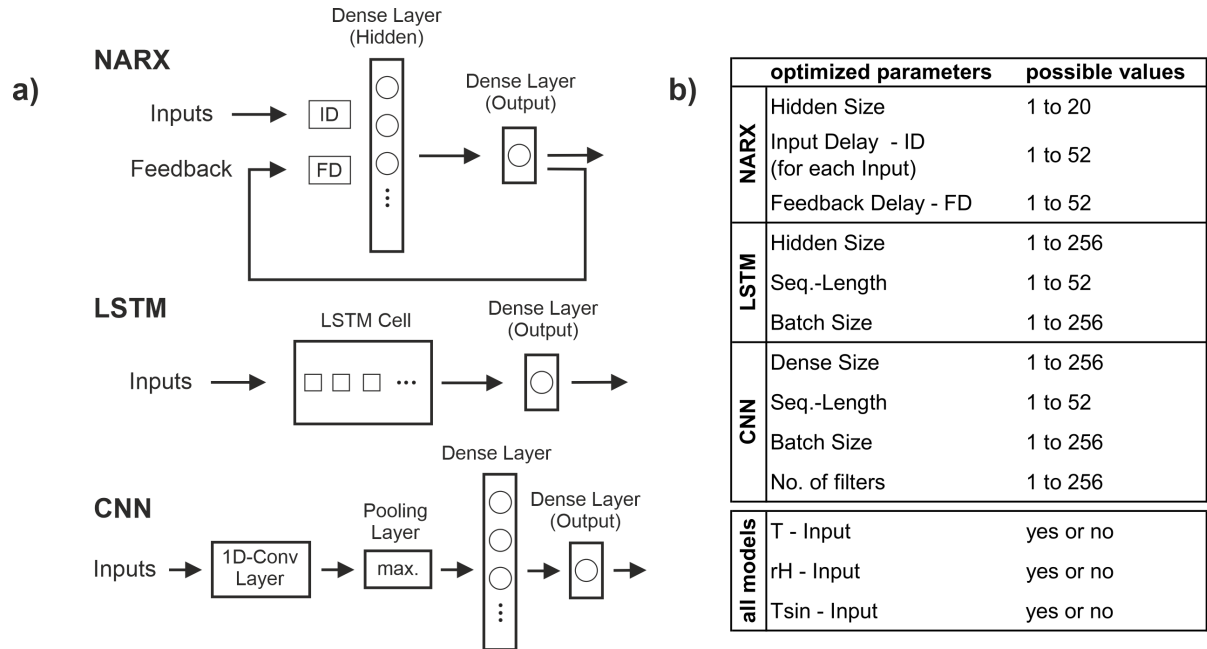 a)
NARX
Dense Layer
(Hidden)
Dense Layer
(Output)
Inputs
ID
Feedback
FD
...
LSTM
LSTM Cell
Dense Layer
(Output)
Inputs
...
CNN
Dense Layer
Pooling
Layer
Dense Layer
(Output)
Inputs
1D-Conv
Layer
max.
...
b)
optimized parameters possible values
NARX
Hidden Size 1 to 20
Input Delay - ID
(for each Input) 1 to 52
Feedback Delay - FD 1 to 52
LSTM
Hidden Size 1 to 256
Seq.-Length 1 to 52
Batch Size 1 to 256
CNN
Dense Size 1 to 256
Seq.-Length 1 to 52
Batch Size 1 to 256
No. of filters 1 to 256
all models
T - Input yes or no
rH - Input yes or no
Tsin - Input yes or no